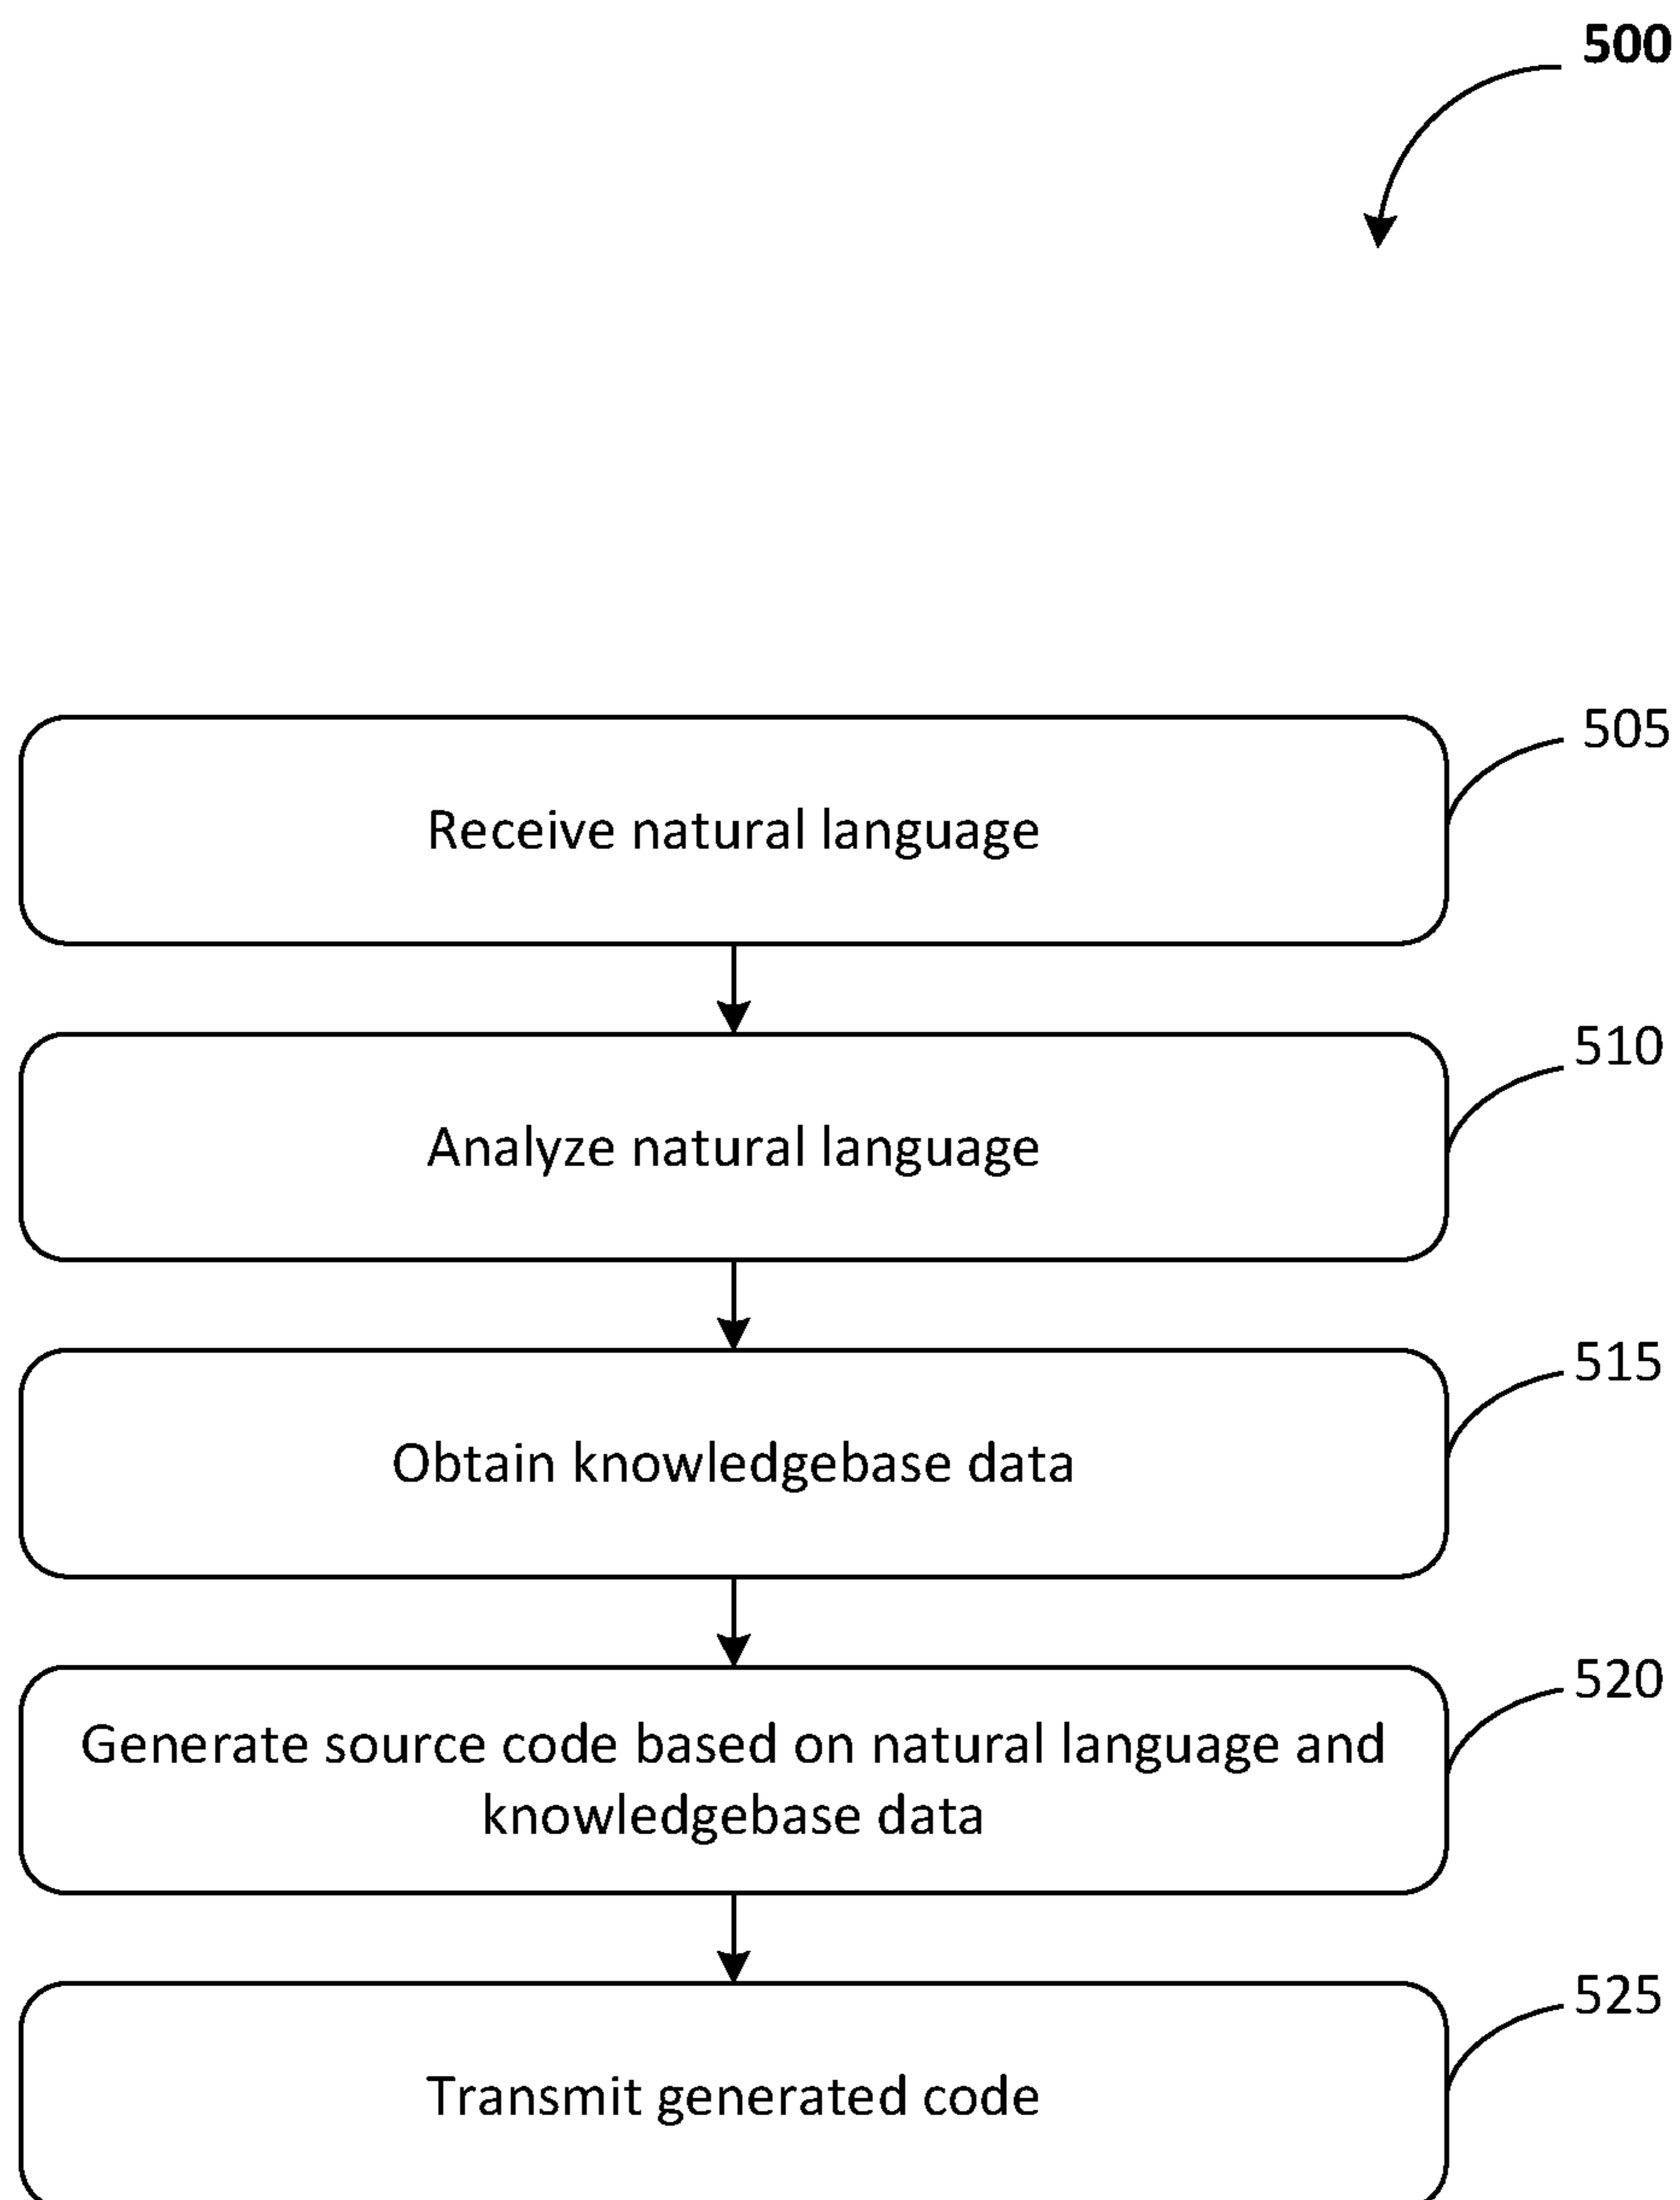 500
505
Receive natural language
510
Analyze natural language
515
Obtain knowledgebase data
520
Generate source code based on natural language and
knowledgebase data
525
Transmit generated code